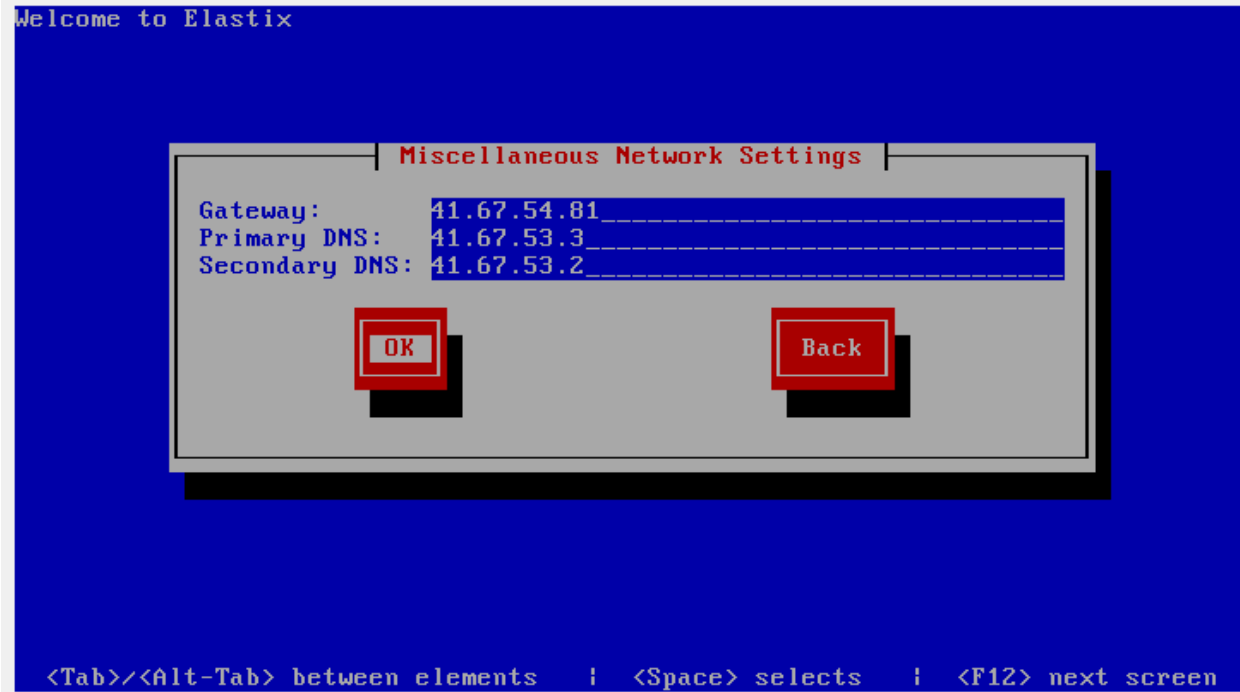 Welcome to Elastix
Miscellaneous Network Settings
Gateway: 41.67.54.81
Primary DNS: 41.67.53.3
Secondary DNS: 41.67.53.2
OK Back
<Tab>/<Alt-Tab> between elements | <Space> selects | <F12> next screen